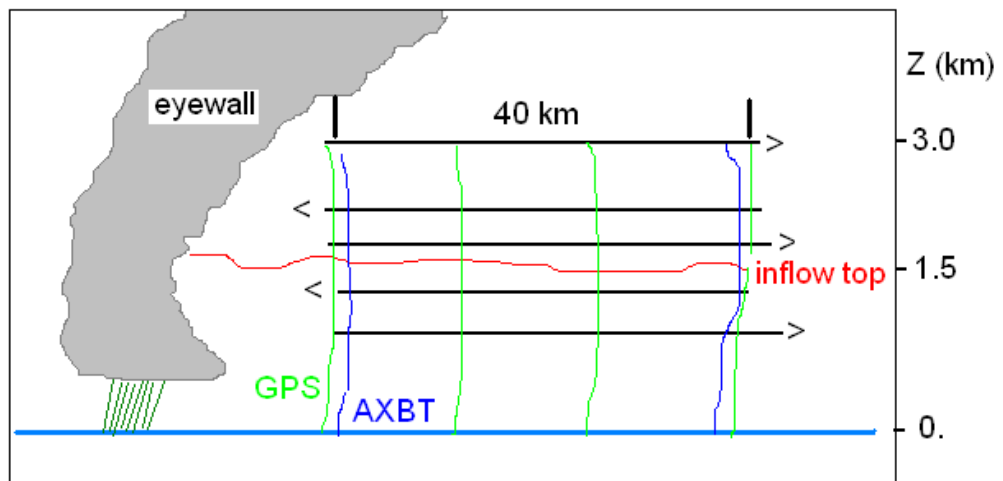 Z (km)
eyewall
40 km
>
3.0
<
>
1.5
inflow top
<
>
GPS
AXBT
0.